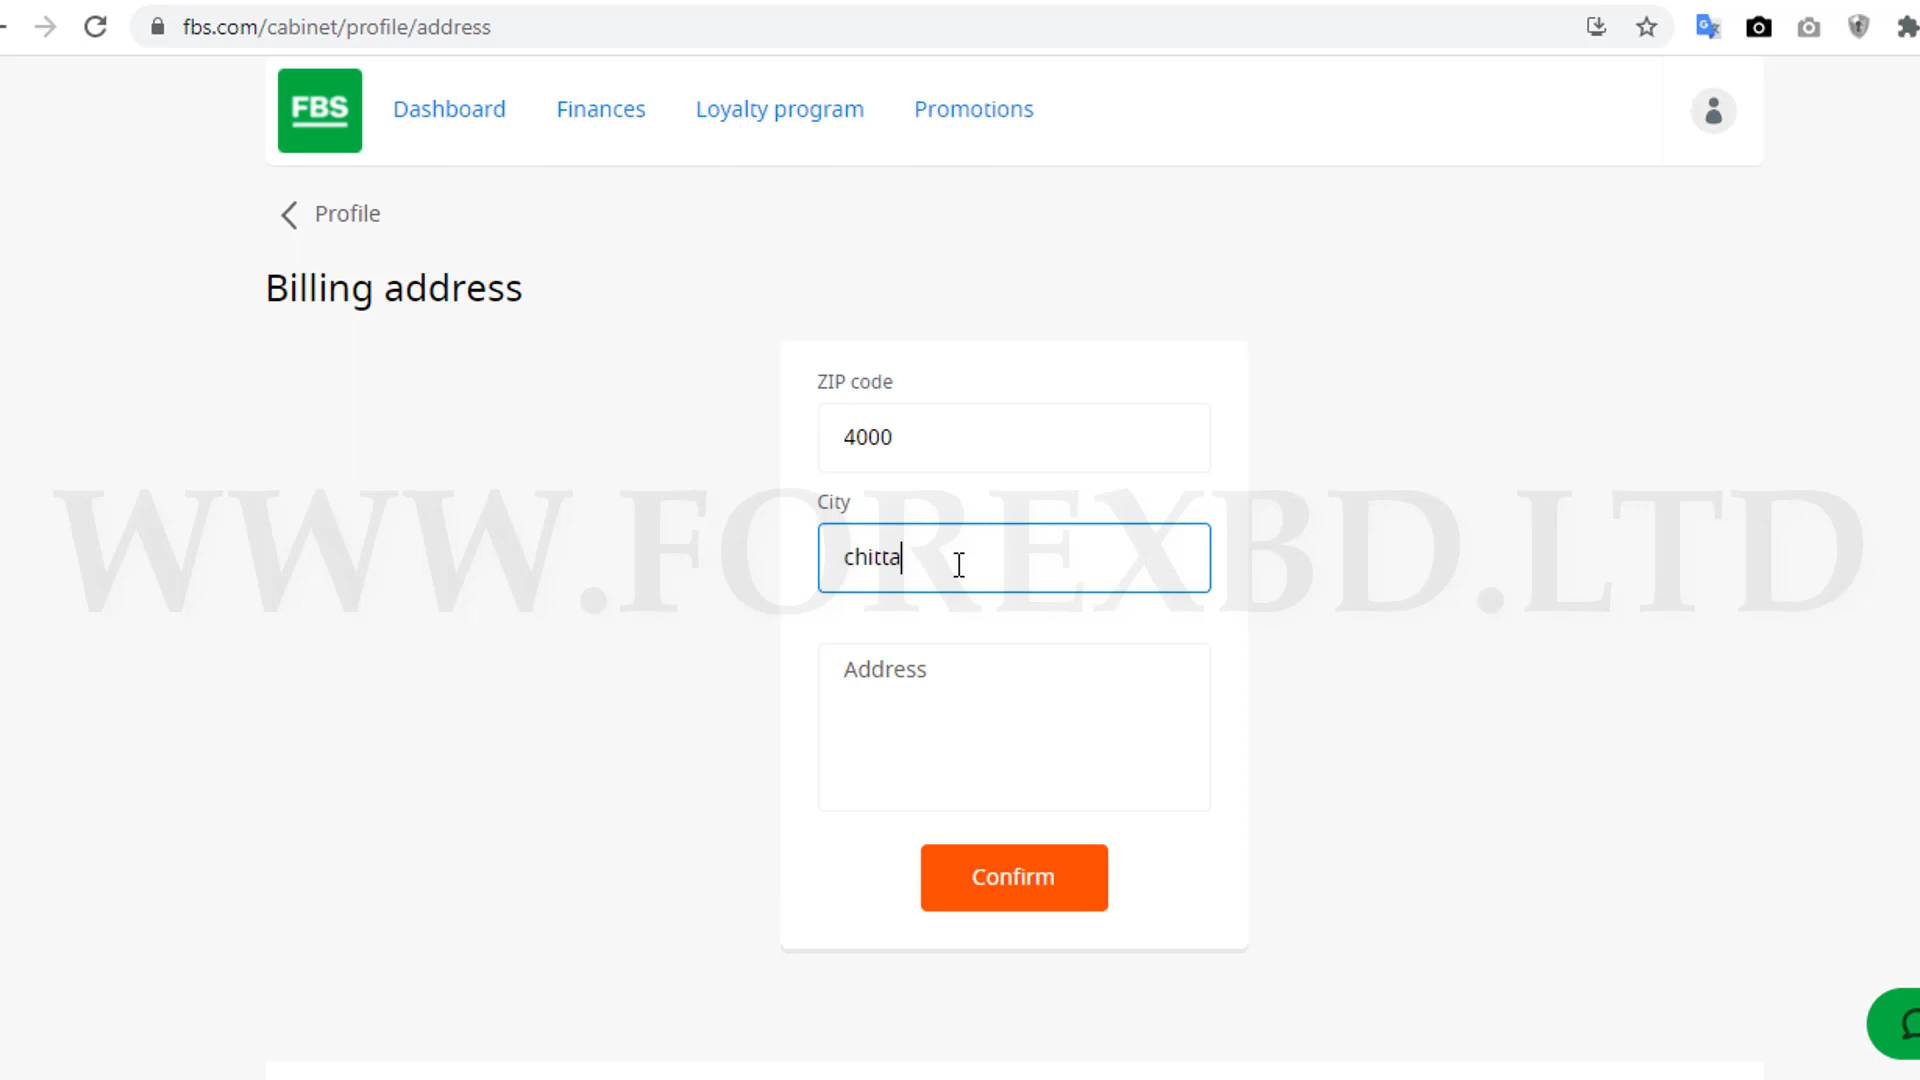 fbs.com/cabinet/profile/address
FBS
Dashboard Finances Loyalty program Promotions
Profile
Billing address
ZIP code
4000
City
chitta
WWW.FOREXBD.LTD
Address
Confirm